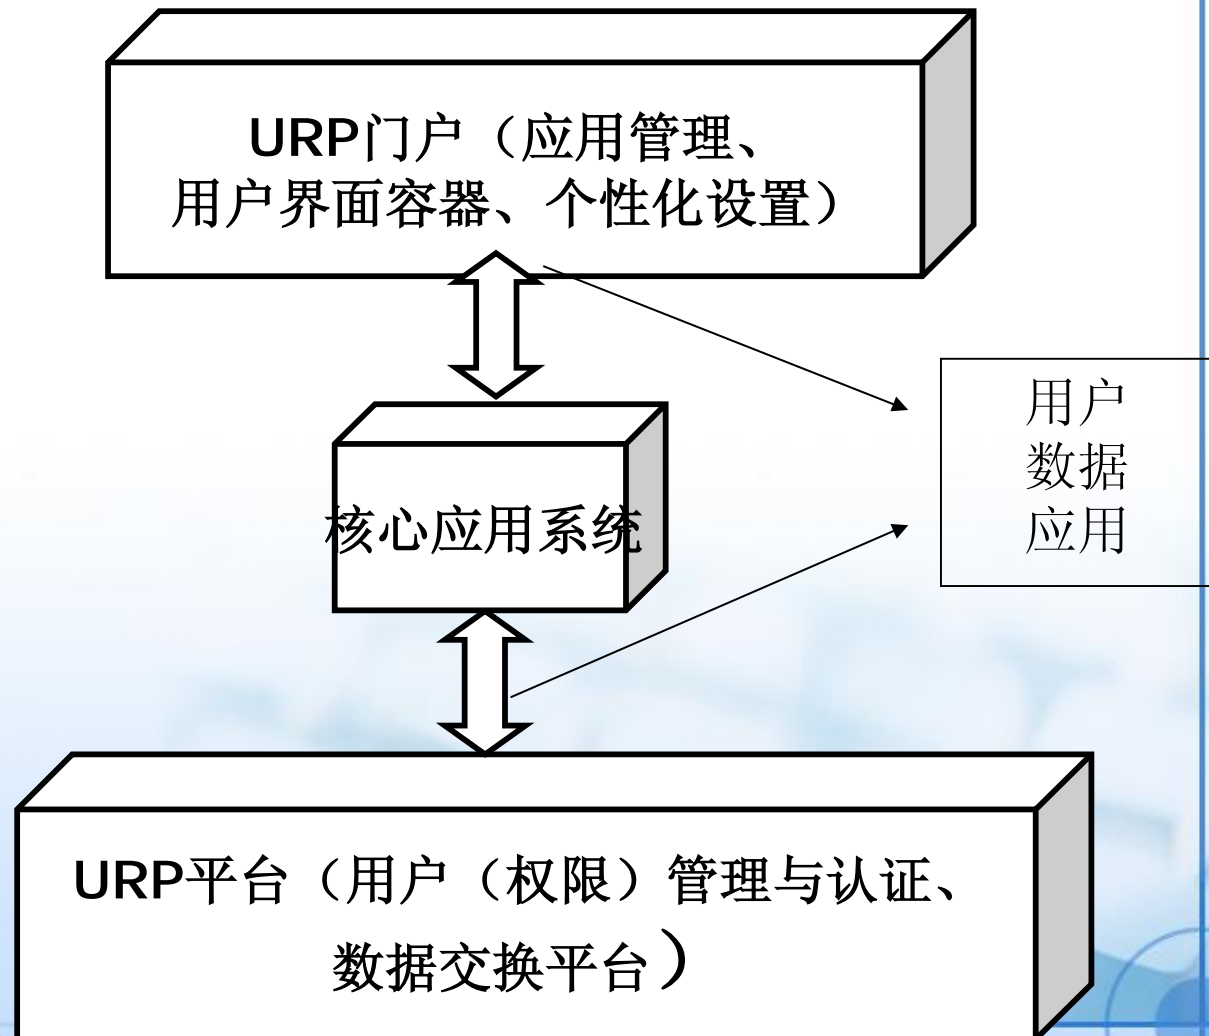 URP门户（应用管理、
用户界面容器、个性化设置）
用户
数据
应用
核心应用系统
URP平台（用户（权限）管理与认证、
数据交换平台）